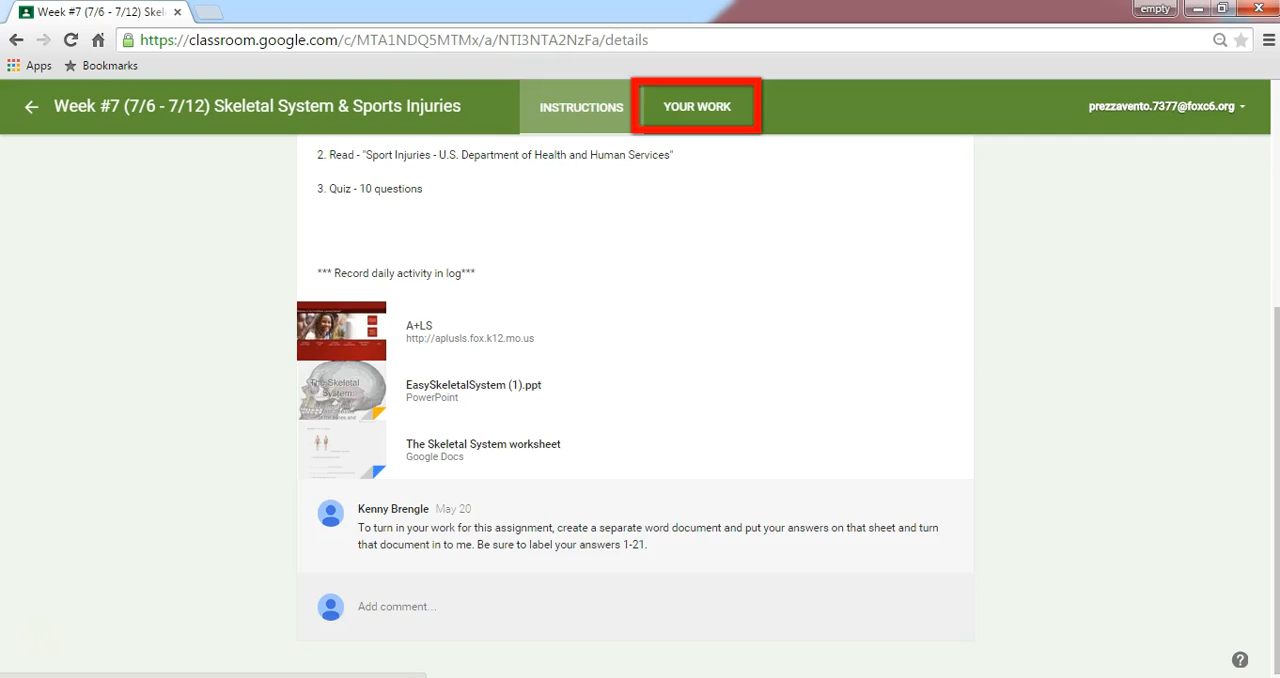 Week #7 (7/6 - 7/12) Skel
empty
https://classroom.google.com/c/MTA1NDQ5MTMx/a/NTI3NTA2NzFa/details
Apps Bookmarks
Week #7 (7/6 - 7/12) Skeletal System & Sports Injuries INSTRUCTIONS YOUR WORK prezzavento.7377@foxc6.org
2. Read - "Sport Injuries - U.S. Department of Health and Human Services"
3. Quiz - 10 questions
*** Record daily activity in log***
A+LS
http://aplusls.fox.k12.mo.us
The Skeletal
System
EasySkeletalSystem (1).ppt
PowerPoint
The Skeletal System worksheet
Google Docs
Kenny Brengle May 20
To turn in your work for this assignment, create a separate word document and put your answers on that sheet and turn
that document in to me. Be sure to label your answers 1-21.
Add comment...
?